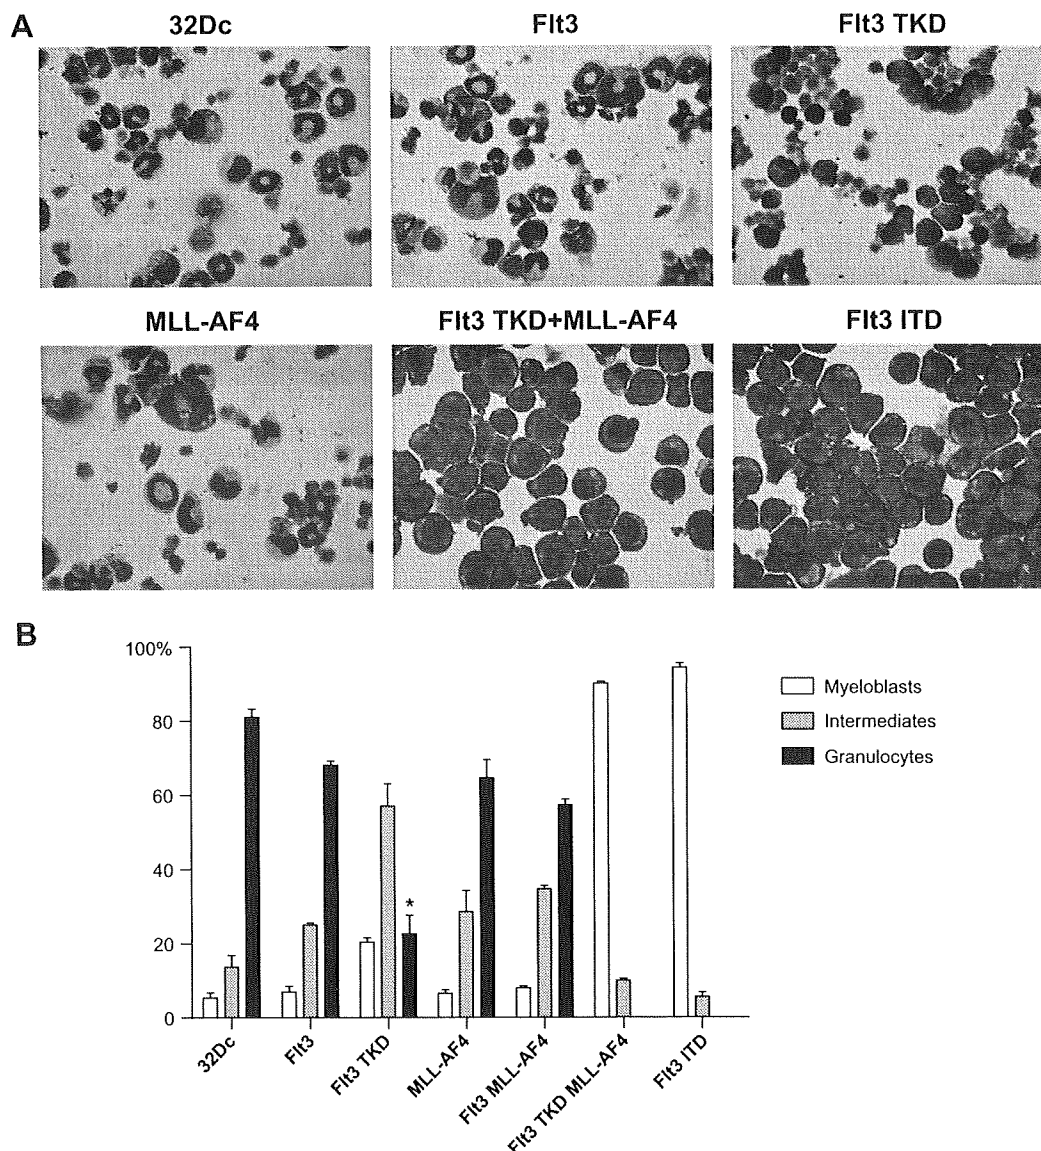 A
32Dc
Flt3
Flt3 TKD
MLL-AF4
Flt3 TKD+MLL-AF4
Flt3 ITD
B
100%
80
60
40
20
0
*
Myeloblasts
Intermediates
Granulocytes
32Dc
Flt3
Flt3 TKD
MLL-AF4
Flt3 MLL-AF4
Flt3 TKD MLL-AF4
Flt3 ITD